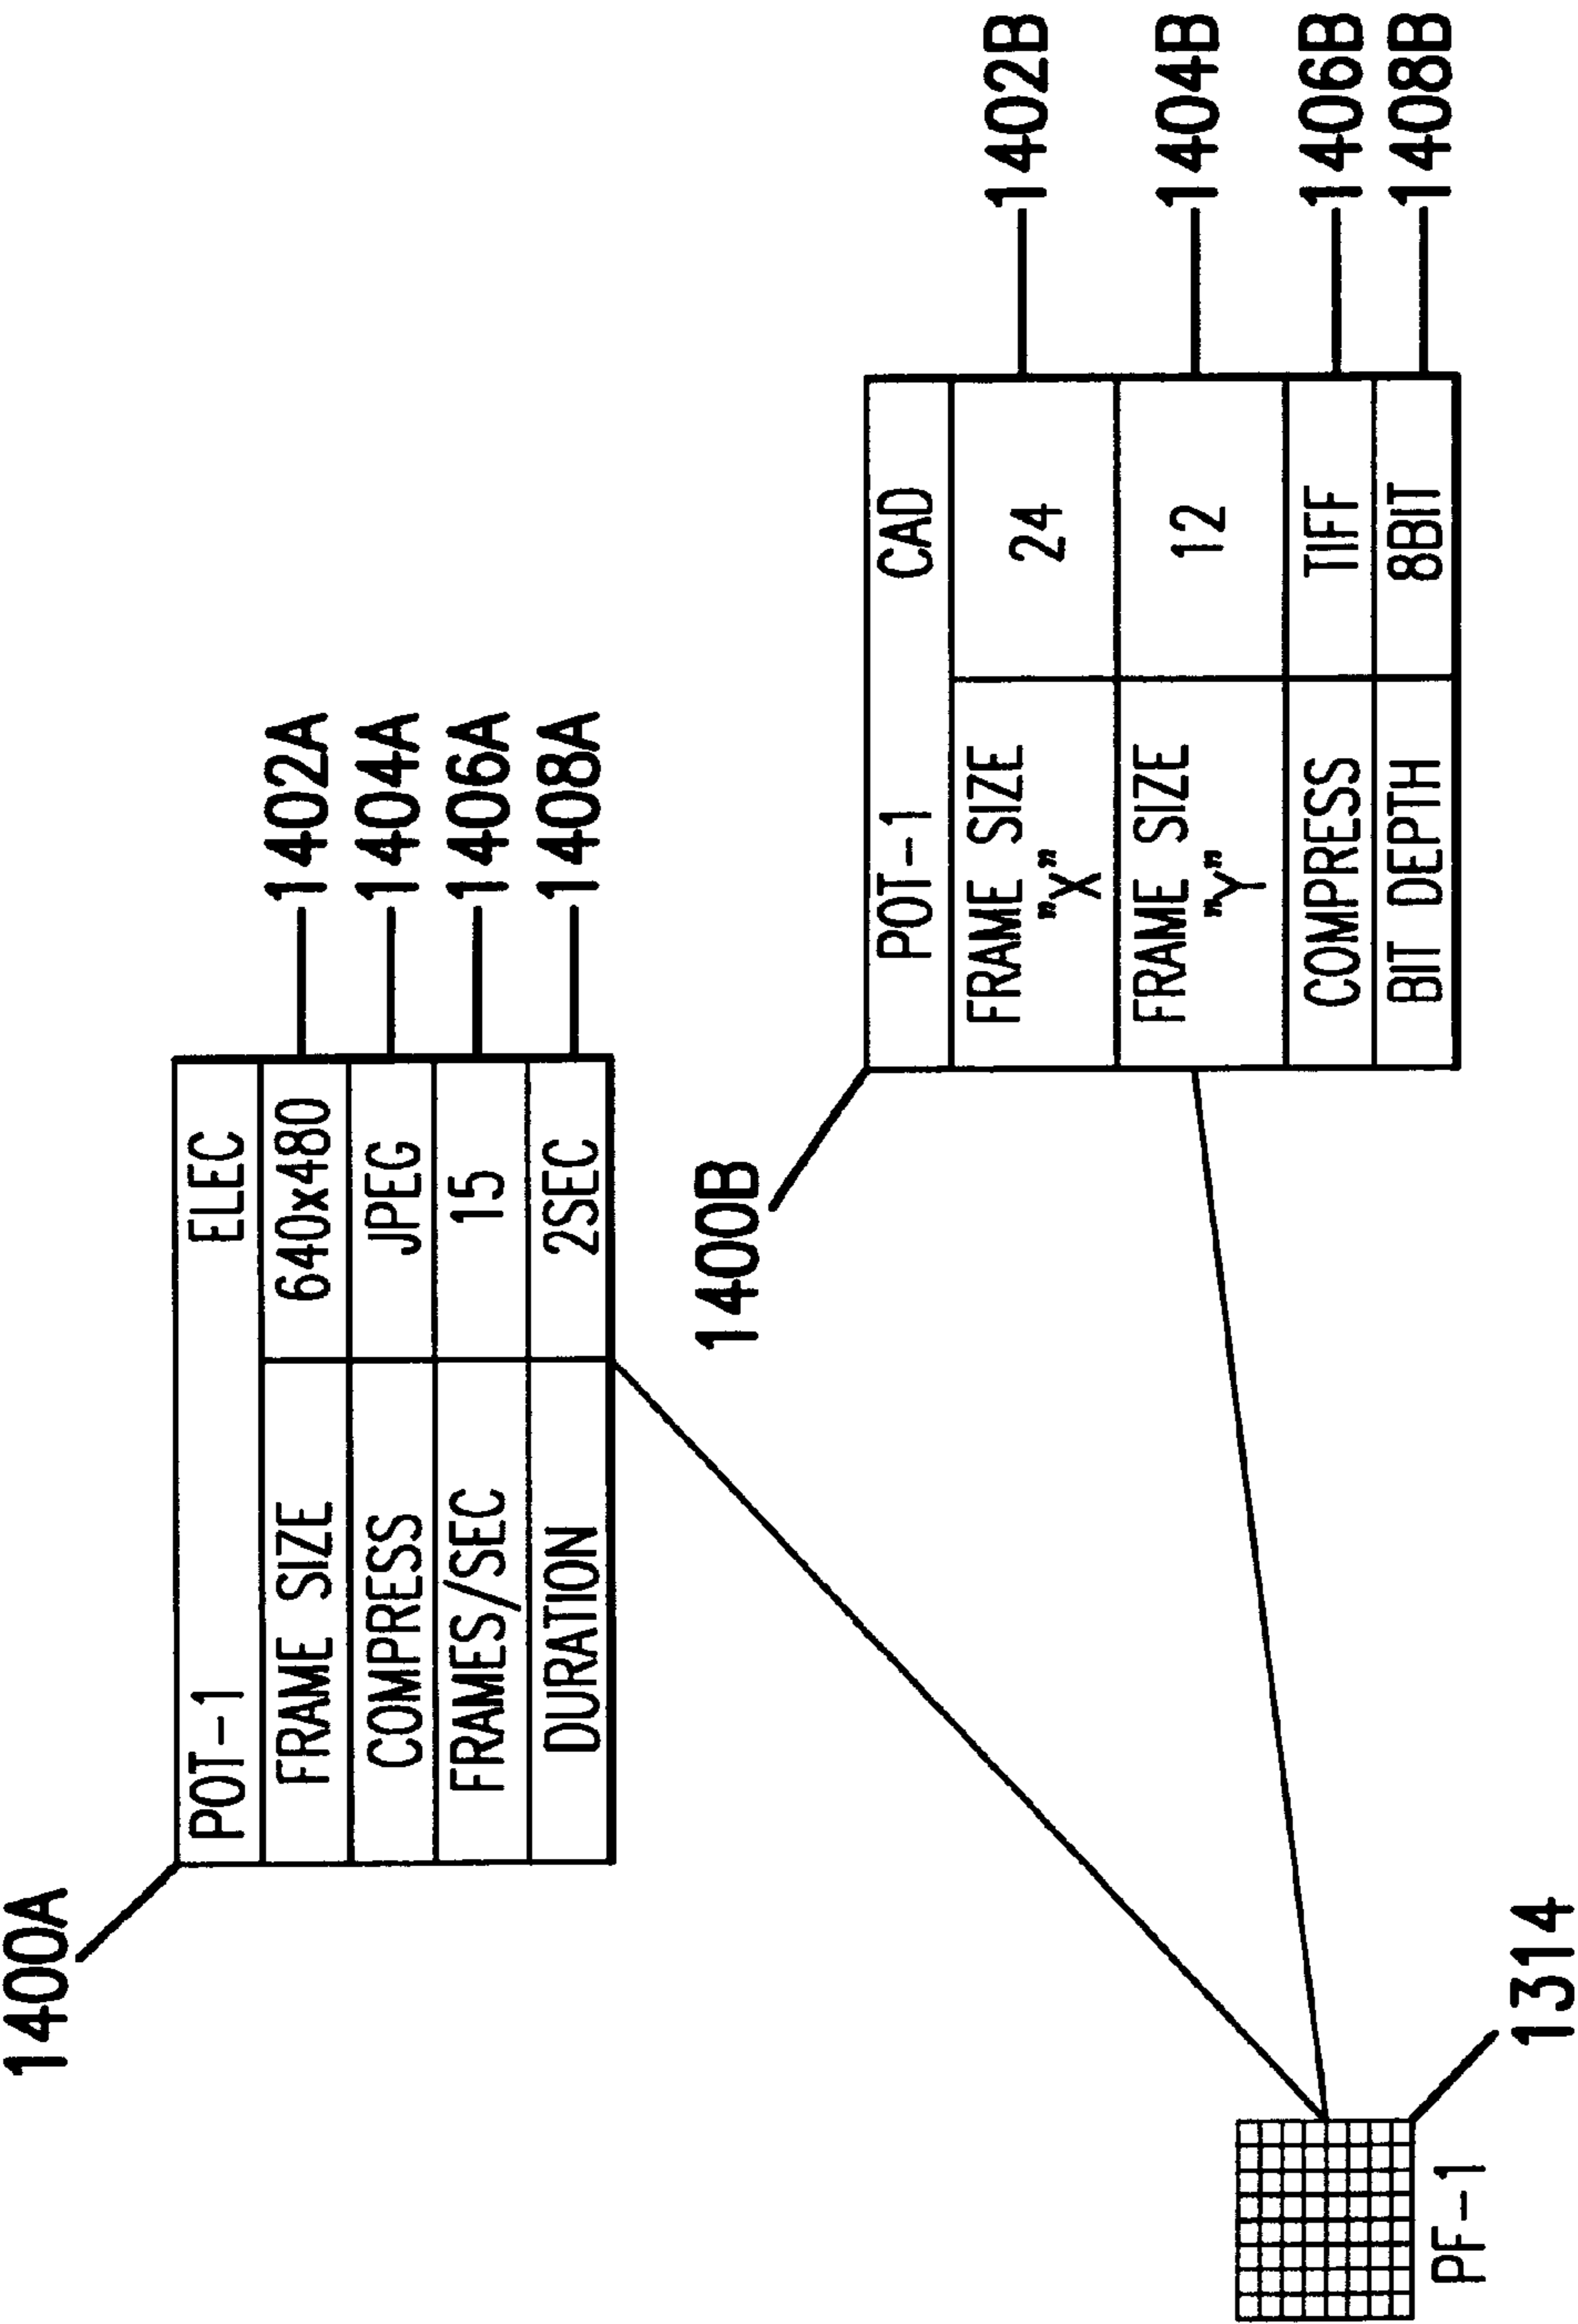 1400A
POT-1 ELEC
FRAME SIZE 640x480 1402A
COMPRESS JPEG 1404A
FRAMES/SEC 15 1406A
DURATION 2SEC 1408A
1400B
POT-1 CAD
FRAME SIZE "X" 24 1402B
FRAME SIZE "Y" 12 1404B
COMPRESS TIFF 1406B
BIT DEPTH 8BIT 1408B
PF-1
1314